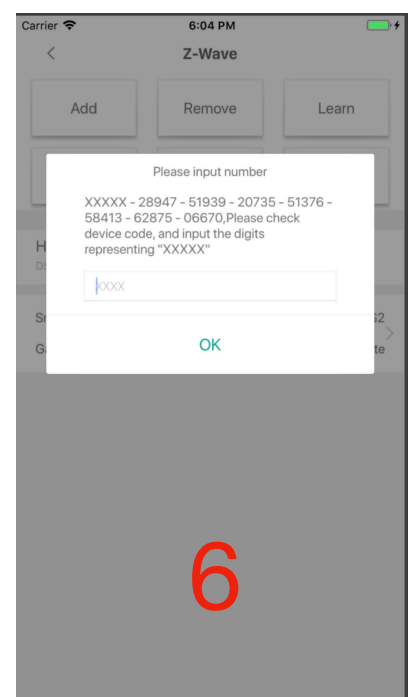 Carrier 6:04 PM
Z-Wave
Add Remove Learn
Please input number
XXXXX - 28947 - 51939 - 20735 - 51376 -
58413 - 62875 - 06670,Please check
device code, and input the digits
representing "XXXXX"
XXXX
OK
6